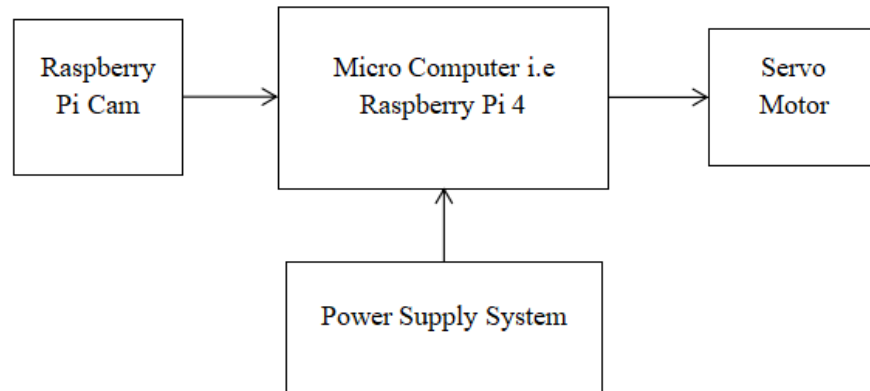 Raspberry
Pi Cam
Micro Computer i.e
Raspberry Pi 4
Servo
Motor
Power Supply System